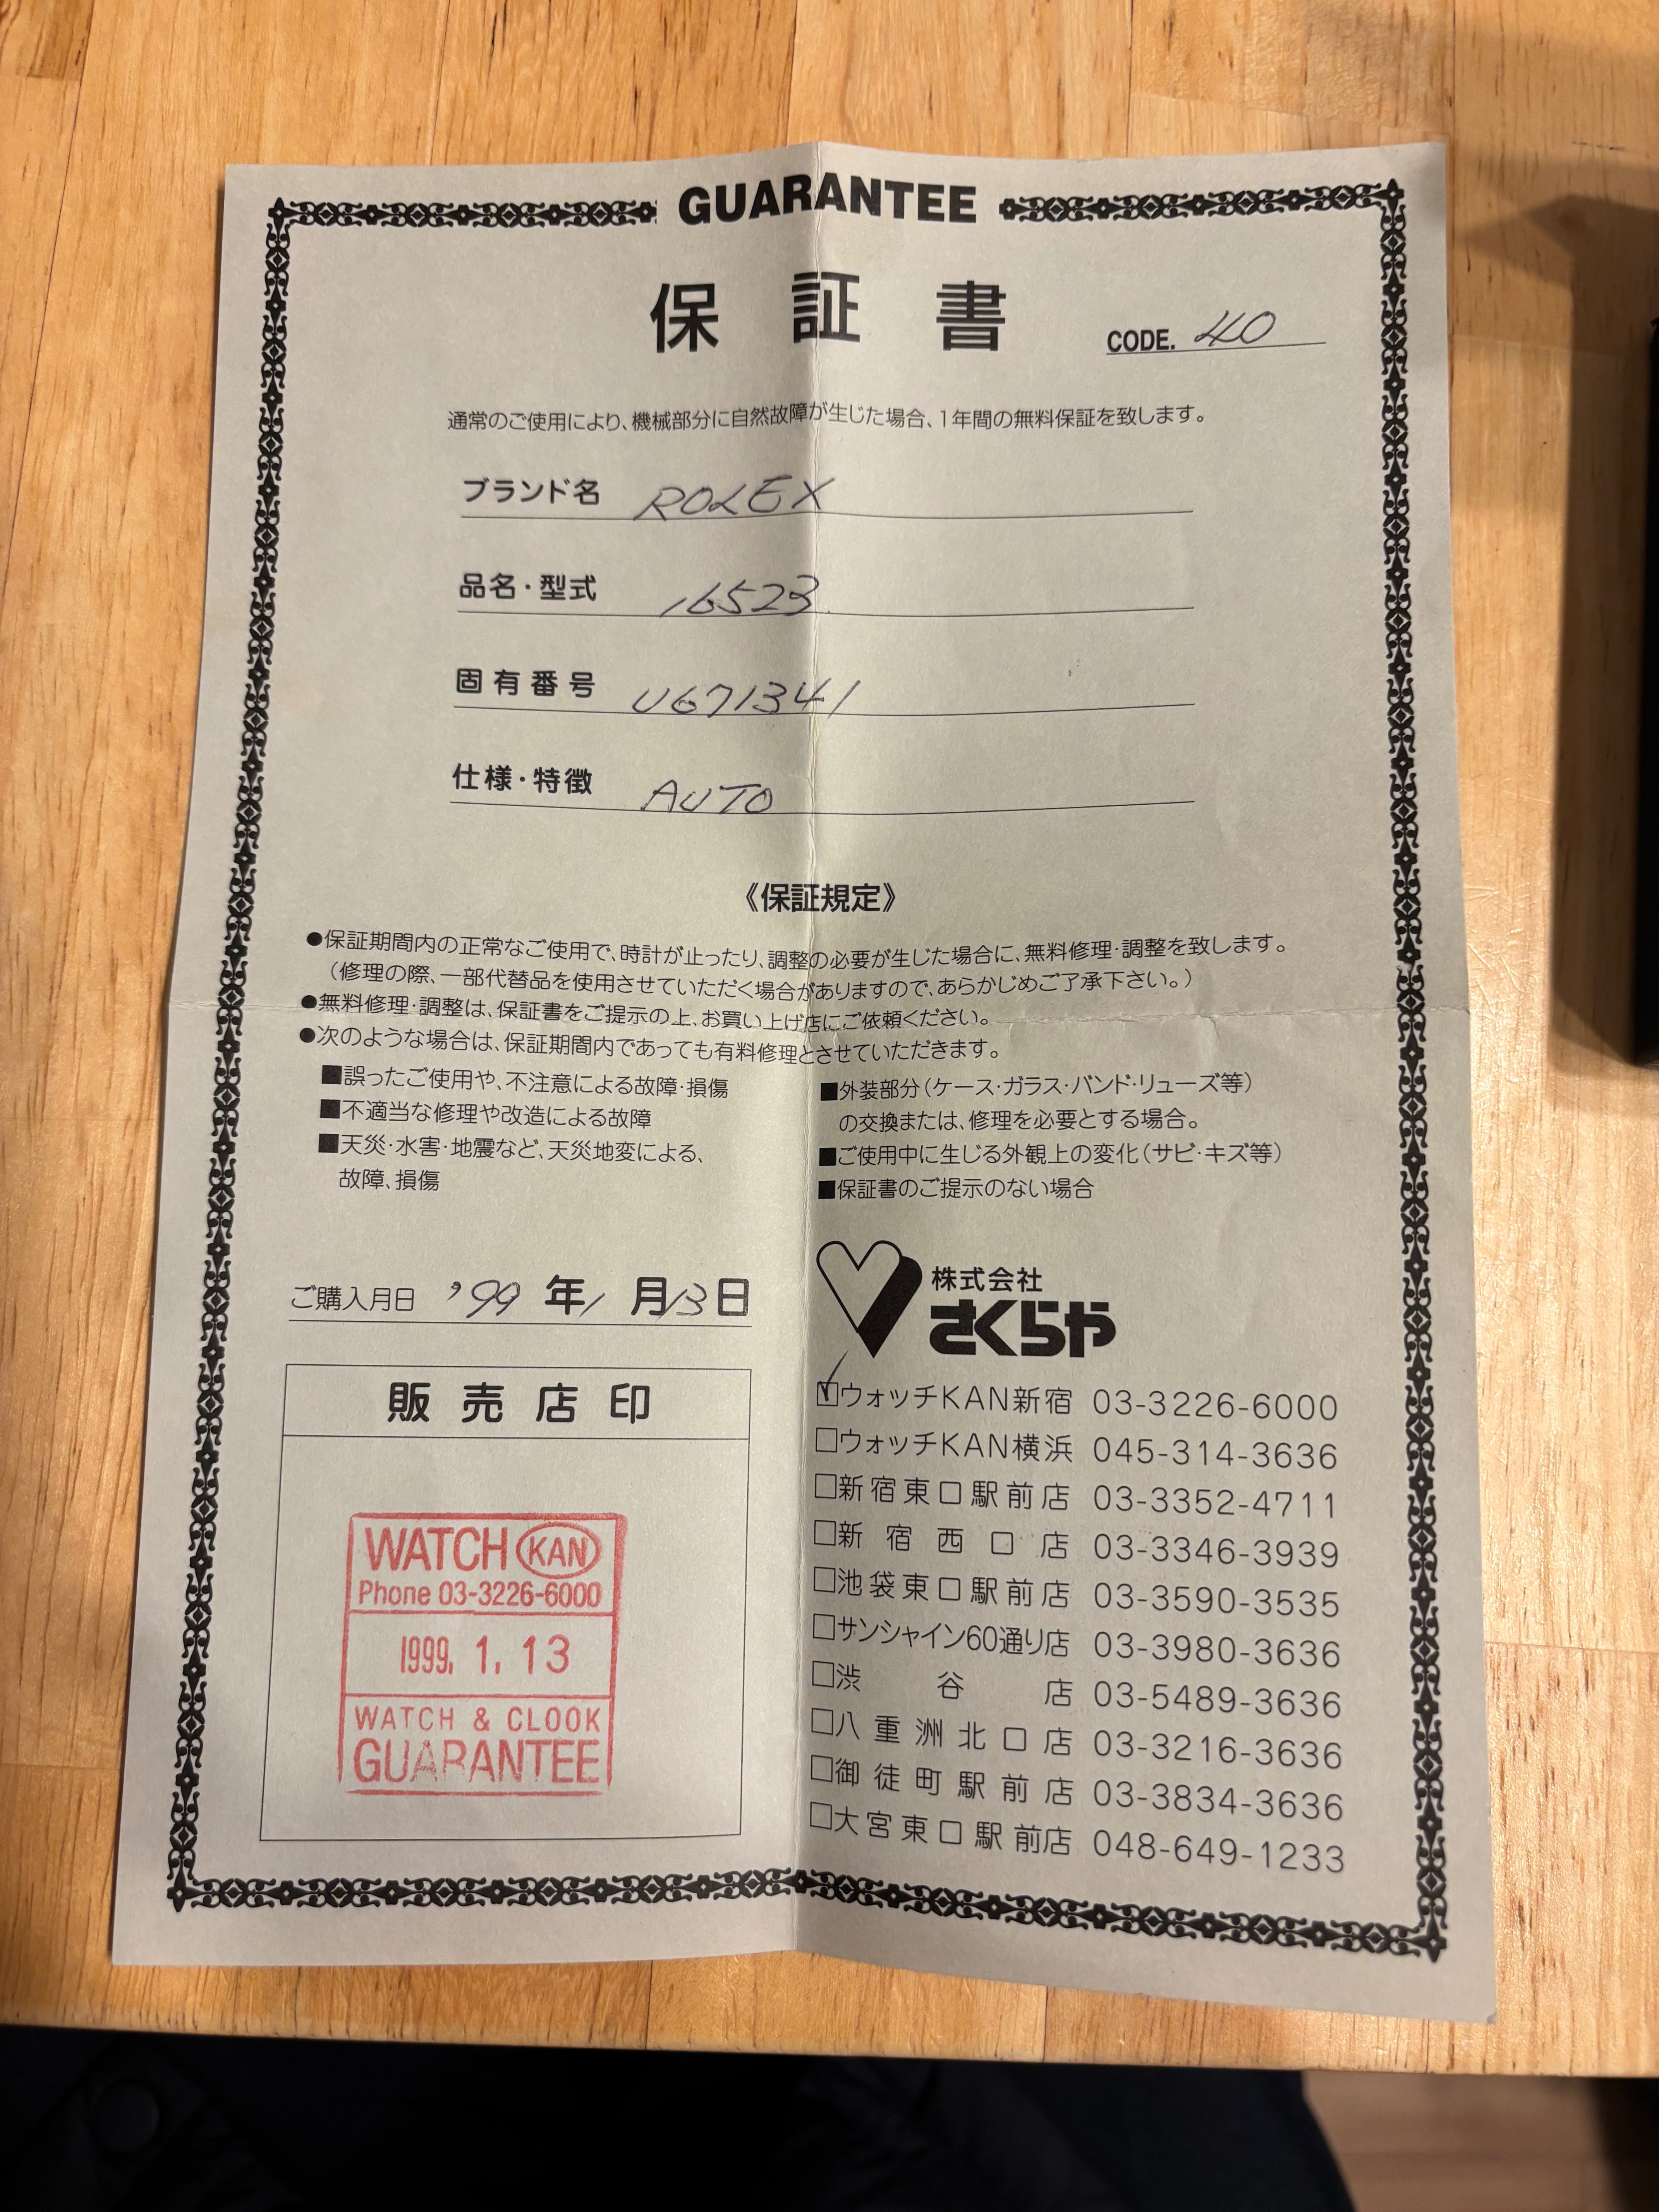 GUARANTEE
保証書
CODE. 40
通常のご使用により、機械部分に自然故障が生じた場合、1年間の無料保証を致します。
ブランド名 ROLEX
品名・型式 16523
固有番号 U671341
仕様・特徴 AUTO
《保証規定》
●保証期間内の正常なご使用で、時計が止ったり、調整の必要が生じた場合に、無料修理・調整を致します。
（修理の際、一部代替品を使用させていただく場合がありますので、あらかじめご了承下さい。）
●無料修理・調整は、保証書をご提示の上、お買い上げ店にご依頼ください。
●次のような場合は、保証期間内であっても有料修理とさせていただきます。
■誤ったご使用や、不注意による故障・損傷
■不適当な修理や改造による故障
■天災・水害・地震など、天災地変による、
故障、損傷
■外装部分（ケース・ガラス・バンド・リューズ等）
の交換または、修理を必要とする場合。
■ご使用中に生じる外観上の変化（サビ・キズ等）
■保証書のご提示のない場合
ご購入月日 '99 年 1 月 13 日
販売店印
WATCH KAN
Phone 03-3226-6000
1999. 1. 13
WATCH & CLOOK
GUARANTEE
株式会社
さくらや
☑ウォッチKAN新宿 03-3226-6000
□ウォッチKAN横浜 045-314-3636
□新宿東口駅前店 03-3352-4711
□新宿西口店 03-3346-3939
□池袋東口駅前店 03-3590-3535
□サンシャイン60通り店 03-3980-3636
□渋谷店 03-5489-3636
□八重洲北口店 03-3216-3636
□御徒町駅前店 03-3834-3636
□大宮東口駅前店 048-649-1233